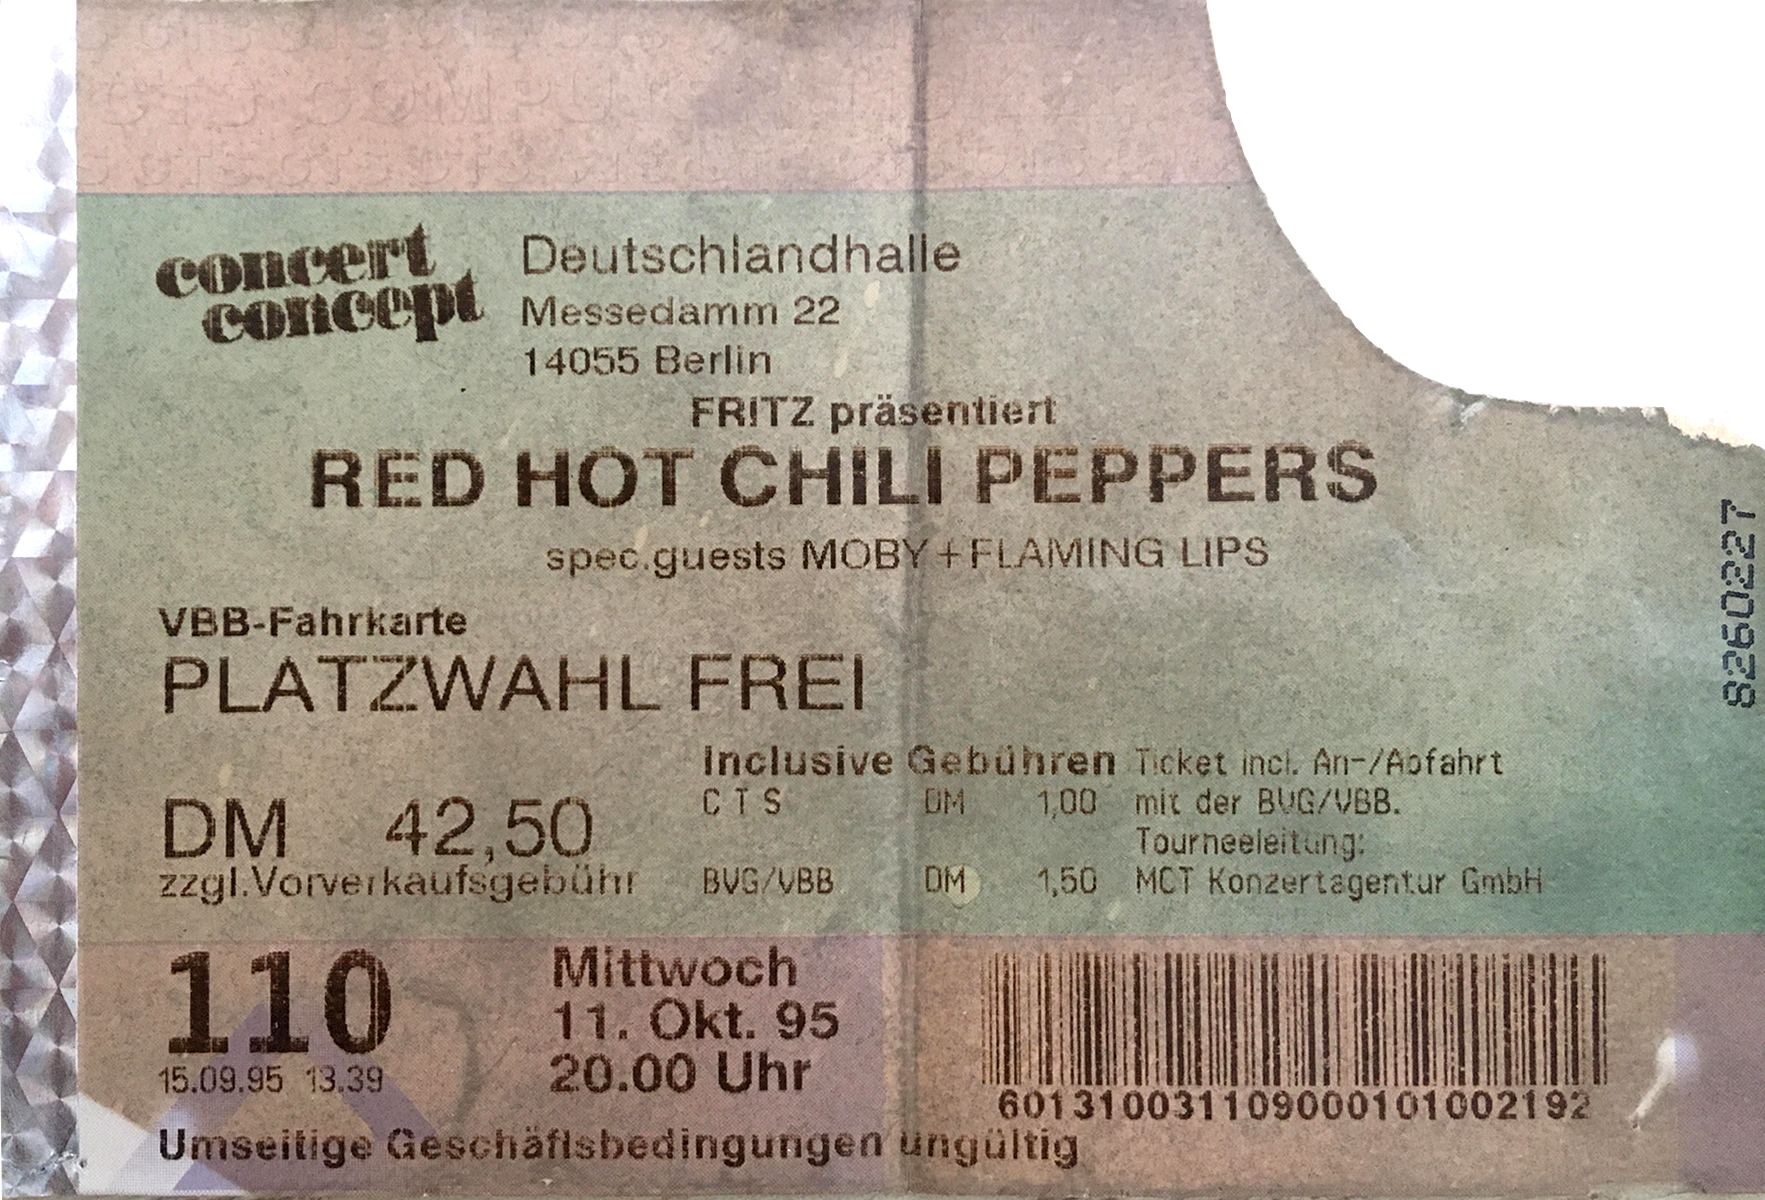 concert
concept
Deutschlandhalle
Messedamm 22
14055 Berlin
FRITZ präsentiert
RED HOT CHILI PEPPERS
spec.guests MOBY + FLAMING LIPS
VBB-Fahrkarte
PLATZWAHL FREI
Inclusive Gebühren
CTS DM 1,00
BVG/VBB DM 1,50
Ticket incl. An-/Abfahrt
mit der BVG/VBB.
Tourneeleitung:
MCT Konzertagentur GmbH
DM 42,50
zzgl.Vorverkaufsgebühr
110
15.09.95 13.39
Mittwoch
11. Okt. 95
20.00 Uhr
6013100311090000101002192
Umseitige Geschäftsbedingungen ungültig
8260227